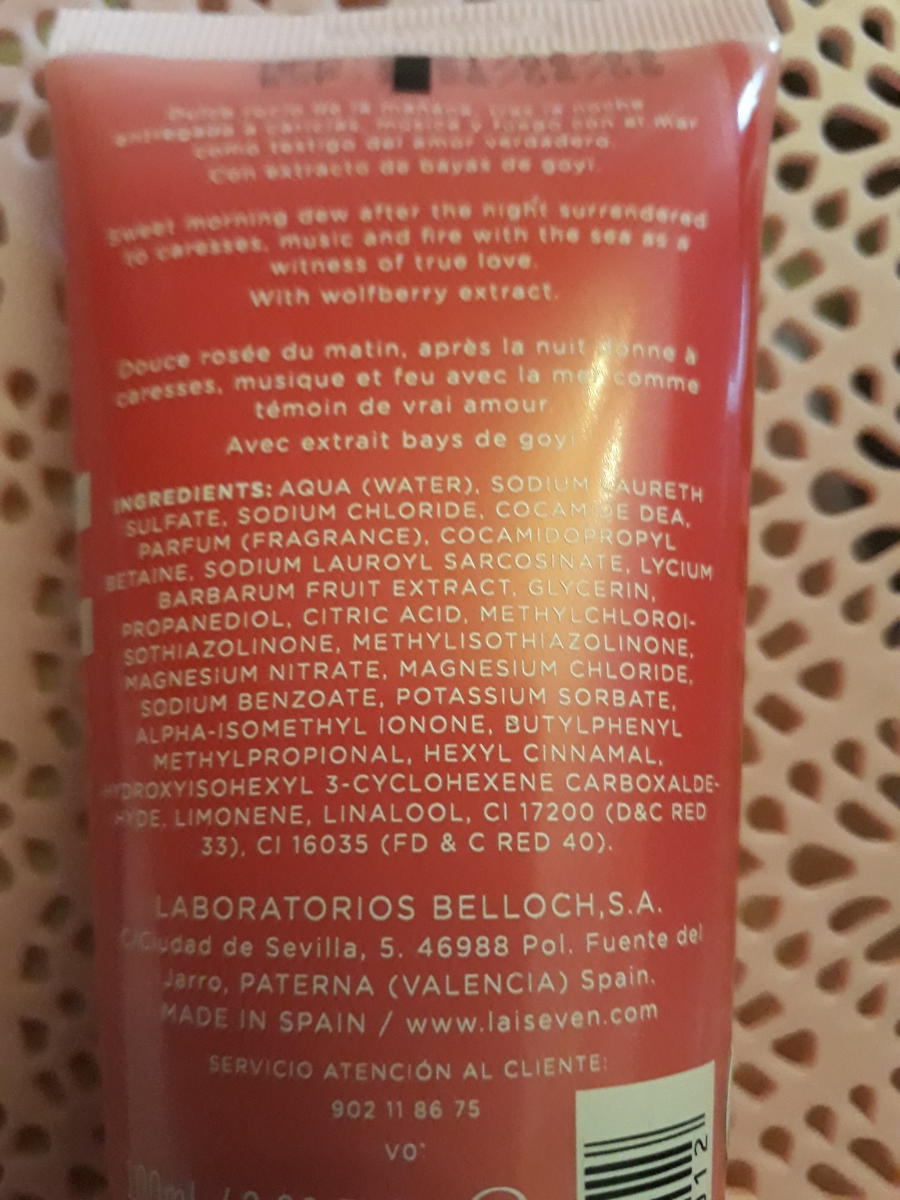 Dulce rocío de la mañana, tras la noche
entregada a caricias, música y fuego con el mar
como testigo del amor verdadero.
Con extracto de bayas de goyi.
Sweet morning dew after the night surrendered
to caresses, music and fire with the sea as a
witness of true love.
With wolfberry extract.
Douce rosée du matin, après la nuit donne à
caresses, musique et feu avec la mer comme
témoin de vrai amour.
Avec extrait bays de goyi
INGREDIENTS: AQUA (WATER), SODIUM LAURETH
SULFATE, SODIUM CHLORIDE, COCAMIDE DEA,
PARFUM (FRAGRANCE), COCAMIDOPROPYL
BETAINE, SODIUM LAUROYL SARCOSINATE, LYCIUM
BARBARUM FRUIT EXTRACT, GLYCERIN,
PROPANEDIOL, CITRIC ACID, METHYLCHLOROI-
SOTHIAZOLINONE, METHYLISOTHIAZOLINONE,
MAGNESIUM NITRATE, MAGNESIUM CHLORIDE,
SODIUM BENZOATE, POTASSIUM SORBATE,
ALPHA-ISOMETHYL IONONE, BUTYLPHENYL
METHYLPROPIONAL, HEXYL CINNAMAL,
HYDROXYISOHEXYL 3-CYCLOHEXENE CARBOXALDE-
HYDE, LIMONENE, LINALOOL, CI 17200 (D&C RED
33), CI 16035 (FD & C RED 40).
LABORATORIOS BELLOCH,S.A.
C/Ciudad de Sevilla, 5. 46988 Pol. Fuente del
Jarro, PATERNA (VALENCIA) Spain.
MADE IN SPAIN / www.laiseven.com
SERVICIO ATENCIÓN AL CLIENTE:
902 11 86 75